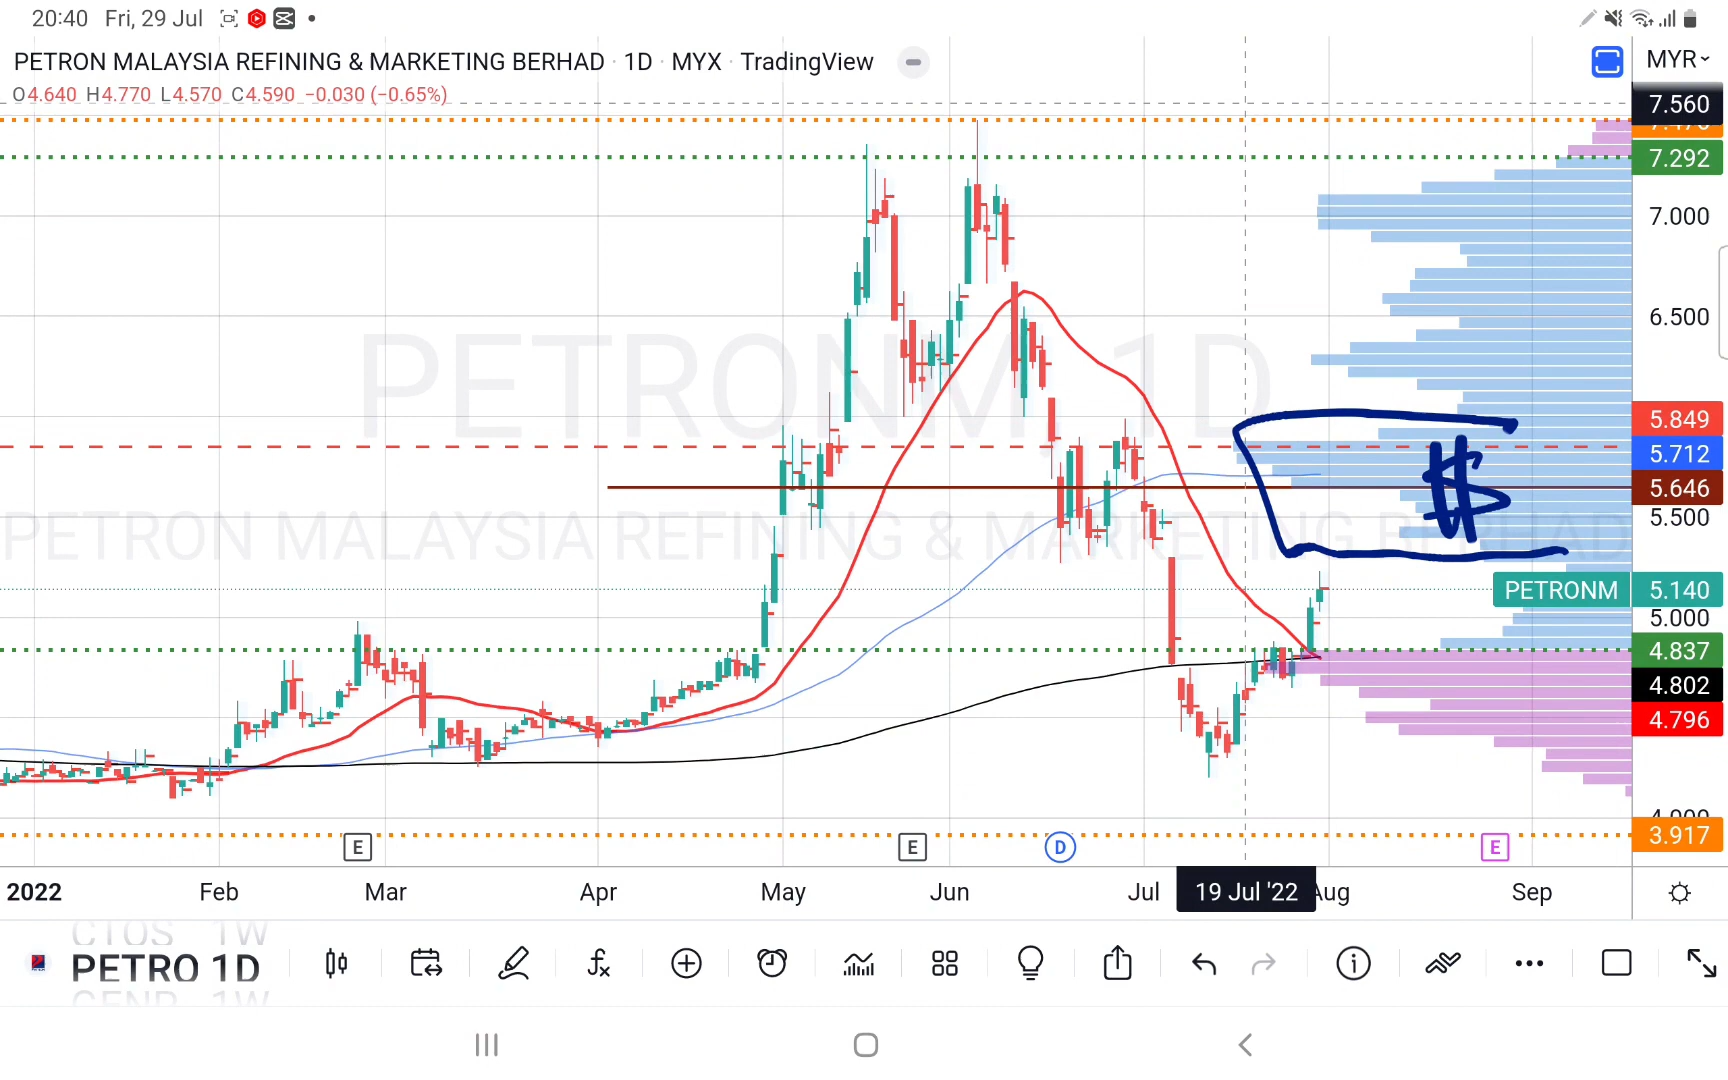 20:40 Fri, 29 Jul
PETRON MALAYSIA REFINING & MARKETING BERHAD · 1D · MYX · TradingView
MYR
O4.640 H4.770 L4.570 C4.590 −0.030 (−0.65%)
7.560
7.292
7.000
6.500
PETRONM, 1D
5.849
5.712
$
5.646
5.500
PETRON MALAYSIA REFINING & MARKETING BERHAD
PETRONM 5.140
5.000
4.837
4.802
4.796
3.917
E E D E
2022 Feb Mar Apr May Jun Jul 19 Jul '22 Aug Sep
CTOS 1W
PETRO 1D